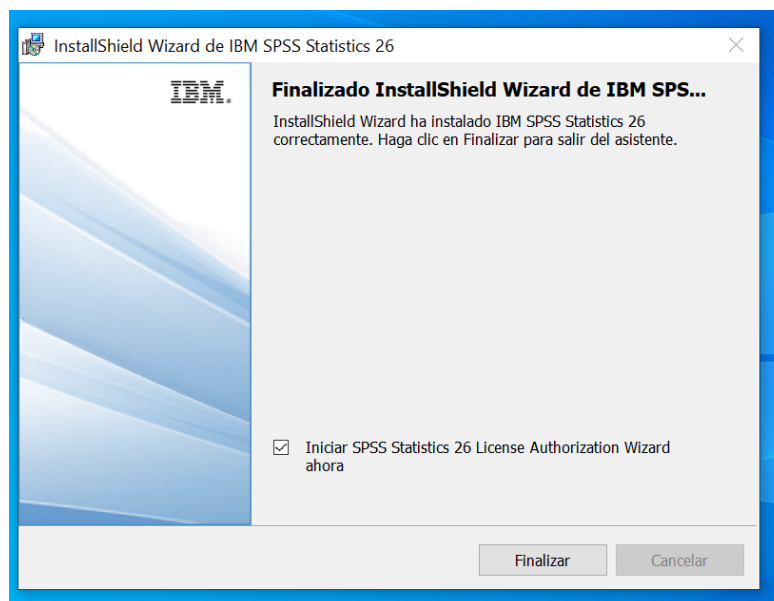 InstallShield Wizard de IBM SPSS Statistics 26
IBM.
Finalizado InstallShield Wizard de IBM SPS...
InstallShield Wizard ha instalado IBM SPSS Statistics 26
correctamente. Haga clic en Finalizar para salir del asistente.
Iniciar SPSS Statistics 26 License Authorization Wizard
ahora
Finalizar
Cancelar